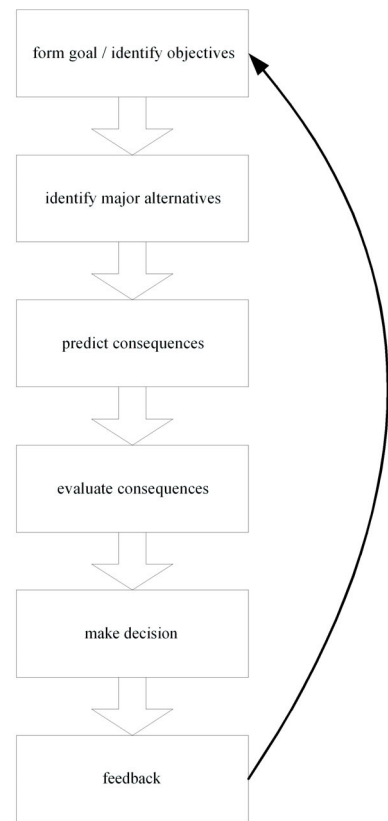 form goal / identify objectives
identify major alternatives
predict consequences
evaluate consequences
make decision
feedback